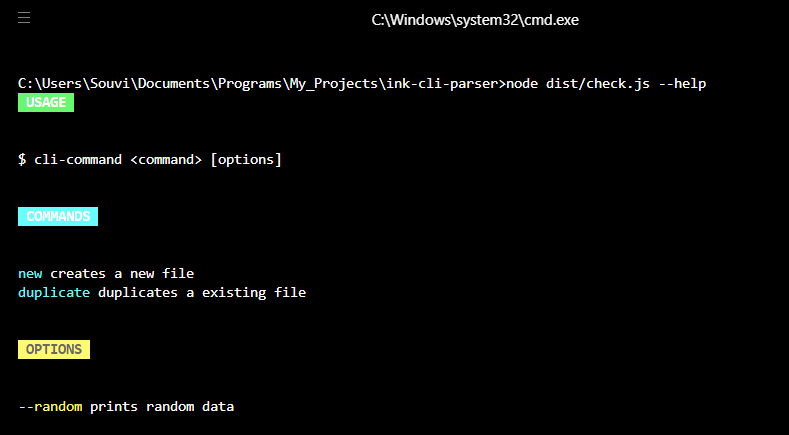 C:\Windows\system32\cmd.exe
C:\Users\Souvi\Documents\Programs\My_Projects\ink-cli-parser>node dist/check.js --help
USAGE
$ cli-command <command> [options]
COMMANDS
new creates a new file
duplicate duplicates a existing file
OPTIONS
--random prints random data